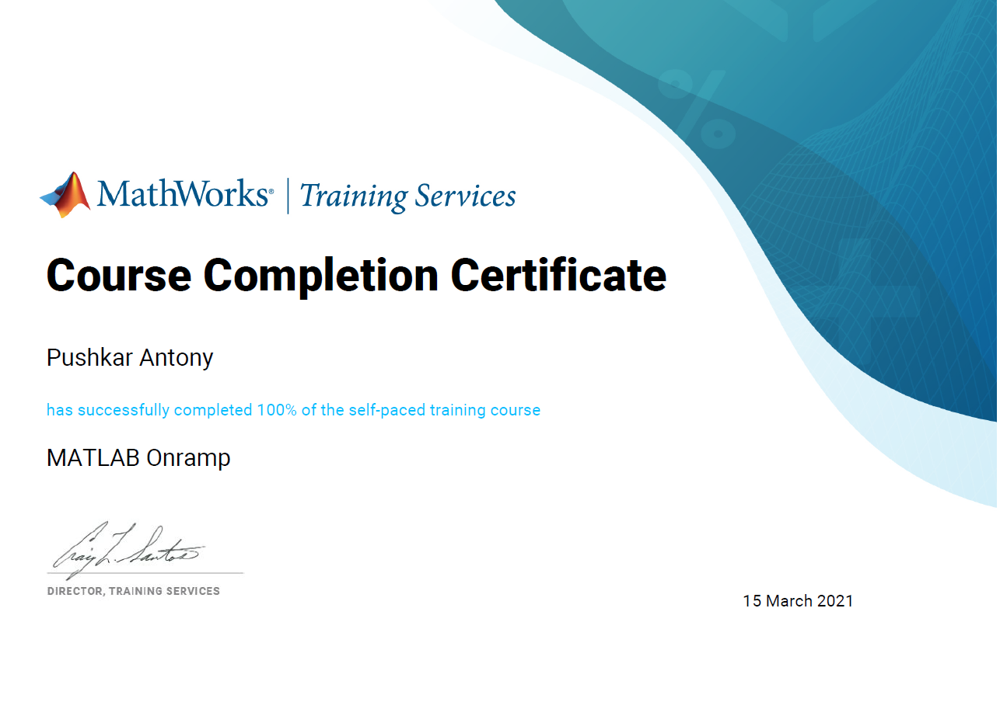 MathWorks® | Training Services
Course Completion Certificate
Pushkar Antony
has successfully completed 100% of the self-paced training course
MATLAB Onramp
Craig L. Santos
DIRECTOR, TRAINING SERVICES
15 March 2021